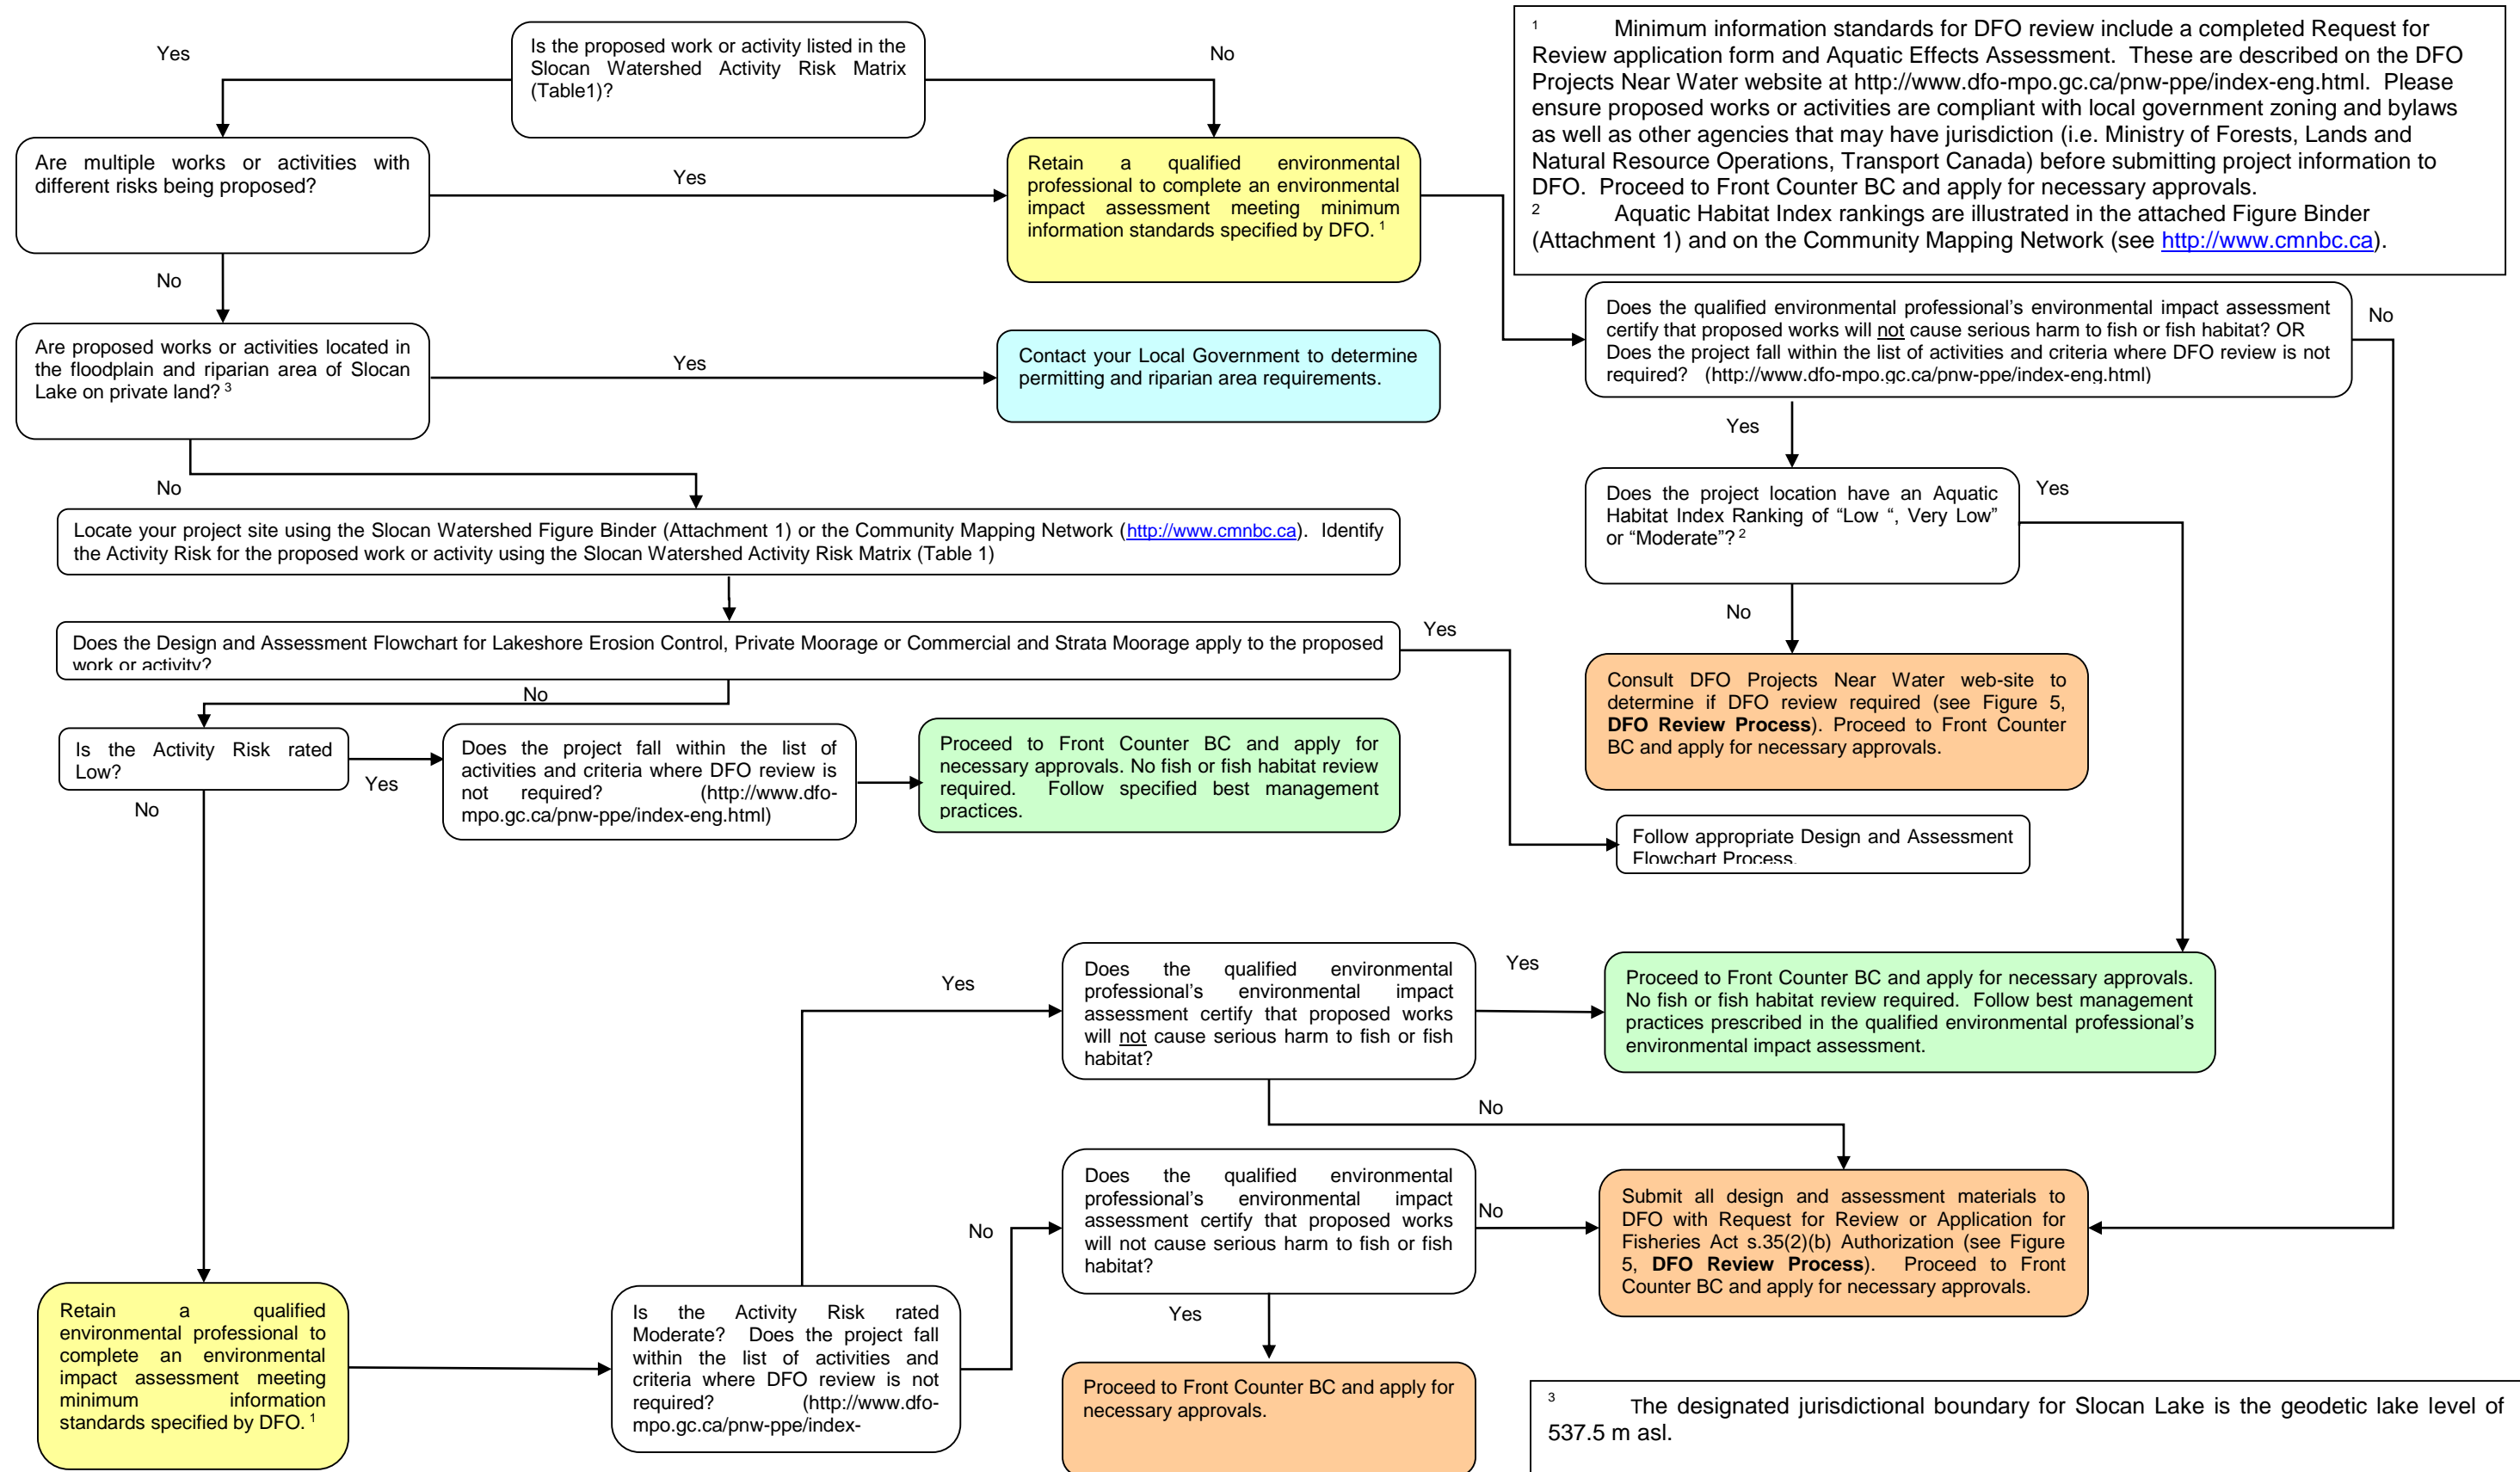 Yes
Is the proposed work or activity listed in the
Slocan Watershed Activity Risk Matrix
(Table1)?
No
1 Minimum information standards for DFO review include a completed Request for
Review application form and Aquatic Effects Assessment. These are described on the DFO
Projects Near Water website at http://www.dfo-mpo.gc.ca/pnw-ppe/index-eng.html. Please
ensure proposed works or activities are compliant with local government zoning and bylaws
as well as other agencies that may have jurisdiction (i.e. Ministry of Forests, Lands and
Natural Resource Operations, Transport Canada) before submitting project information to
DFO. Proceed to Front Counter BC and apply for necessary approvals.
2 Aquatic Habitat Index rankings are illustrated in the attached Figure Binder
(Attachment 1) and on the Community Mapping Network (see http://www.cmnbc.ca).
Are multiple works or activities with
different risks being proposed?
Yes
Retain a qualified environmental
professional to complete an environmental
impact assessment meeting minimum
information standards specified by DFO. 1
No
Are proposed works or activities located in
the floodplain and riparian area of Slocan
Lake on private land? 3
Yes
Contact your Local Government to determine
permitting and riparian area requirements.
Does the qualified environmental professional's environmental impact assessment
certify that proposed works will not cause serious harm to fish or fish habitat? OR
Does the project fall within the list of activities and criteria where DFO review is not
required? (http://www.dfo-mpo.gc.ca/pnw-ppe/index-eng.html)
No
Yes
No
Does the project location have an Aquatic
Habitat Index Ranking of "Low ", Very Low"
or "Moderate"? 2
Yes
Locate your project site using the Slocan Watershed Figure Binder (Attachment 1) or the Community Mapping Network (http://www.cmnbc.ca). Identify
the Activity Risk for the proposed work or activity using the Slocan Watershed Activity Risk Matrix (Table 1)
No
Does the Design and Assessment Flowchart for Lakeshore Erosion Control, Private Moorage or Commercial and Strata Moorage apply to the proposed
work or activity?
Yes
No
Consult DFO Projects Near Water web-site to
determine if DFO review required (see Figure 5,
DFO Review Process). Proceed to Front Counter
BC and apply for necessary approvals.
Is the Activity Risk rated
Low?
Yes
No
Does the project fall within the list of
activities and criteria where DFO review is
not required? (http://www.dfo-
mpo.gc.ca/pnw-ppe/index-eng.html)
Proceed to Front Counter BC and apply for
necessary approvals. No fish or fish habitat review
required. Follow specified best management
practices.
Follow appropriate Design and Assessment
Flowchart Process.
Yes
Does the qualified environmental
professional's environmental impact
assessment certify that proposed works
will not cause serious harm to fish or fish
habitat?
Yes
Proceed to Front Counter BC and apply for necessary approvals.
No fish or fish habitat review required. Follow best management
practices prescribed in the qualified environmental professional's
environmental impact assessment.
No
Does the qualified environmental
professional's environmental impact
assessment certify that proposed works
will not cause serious harm to fish or fish
habitat?
No
No
Submit all design and assessment materials to
DFO with Request for Review or Application for
Fisheries Act s.35(2)(b) Authorization (see Figure
5, DFO Review Process). Proceed to Front
Counter BC and apply for necessary approvals.
Yes
Retain a qualified
environmental professional to
complete an environmental
impact assessment meeting
minimum information
standards specified by DFO. 1
Is the Activity Risk rated
Moderate? Does the project fall
within the list of activities and
criteria where DFO review is not
required? (http://www.dfo-
mpo.gc.ca/pnw-ppe/index-
Proceed to Front Counter BC and apply for
necessary approvals.
3 The designated jurisdictional boundary for Slocan Lake is the geodetic lake level of
537.5 m asl.